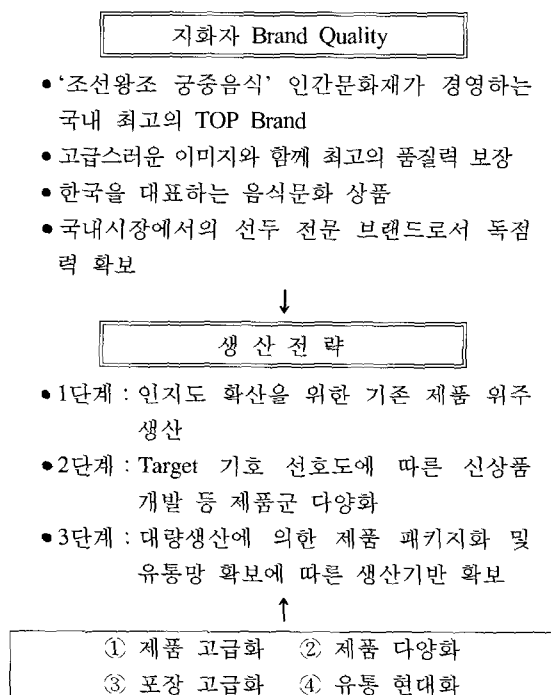 지화자 Brand Quality
• ‘조선왕조 궁중음식’ 인간문화재가 경영하는
국내 최고의 TOP Brand
• 고급스러운 이미지와 함께 최고의 품질력 보장
• 한국을 대표하는 음식문화 상품
• 국내시장에서의 선두 전문 브랜드로서 독점
력 확보
↓
생 산 전 략
• 1단계 : 인지도 확산을 위한 기존 제품 위주
생산
• 2단계 : Target 기호 선호도에 따른 신상품
개발 등 제품군 다양화
• 3단계 : 대량생산에 의한 제품 패키지화 및
유통망 확보에 따른 생산기반 확보
↑
① 제품 고급화 ② 제품 다양화
③ 포장 고급화 ④ 유통 현대화